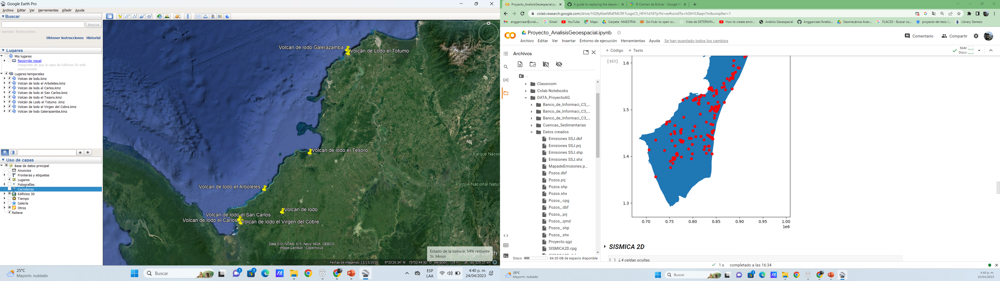 Google Earth Pro
Archivo Editar Ver Herramientas Añadir Ayuda
Buscar
Buscar
ejemplo: Restaurantes
Obtener instrucciones Historial
Lugares
Mis lugares
Recorrido visual
Asegúrate de que la capa de Edificios 3D esté
seleccionada
Lugares temporales
Volcan de lodo.kmz
Volcan de lodo el Arboletes.kmz
Volcan de lodo el Carlos.kmz
Volcan de lodo el San Carlos.kmz
Volcan de lodo el Tesoro.kmz
Volcán de Lodo el Totumo .kmz
Volcan de lodo el Virgen del Cobre.kmz
Volcan de lodo Galerazamba.kmz
Uso de capas
Base de datos principal
Anuncios
Fronteras y etiquetas
Lugares
Fotografías
Carreteras
Edificios 3D
Tiempo
Galería
Otros
Relieve
N
Volcan de lodo Galerazamba
Volcán de Lodo el Totumo
Volcan de lodo el Tesoro
Parque Nacio
Parque Nacional Natur
Volcan de lodo el Arboletes
Volcan de lodo
Volcan de lodo el San Carlos
Volcan de lodo el Carlos
Volcan de lodo el Virgen del Cobre
Data SIO, NOAA, U.S. Navy, NGA, GEBCO
Image Landsat / Copernicus
Estado de la batería: 54% restante
1h 34min
Google Earth
Fechas de imágenes: 12/13/2015 9°33'20.34" N 75°52'49.92" O elevación -19 m alt. ojo 529.33 km
25°C
Mayorm. nublado
Buscar
1
1
ESP
LAA
4:40 p. m.
24/04/2023
Proyecto_AnalisisGeoespacial.ipy
A guide to replacing the depreca
El Carmen de Bolívar - Google M
colab.research.google.com/drive/1IQ9yKbeNRdFMCRF1LxgxC5_HFH1d187p?hl=es#scrollTo=hS9rYLRaqn7m&uniqifier=1
anggarciaar@unal....
Gmail
YouTube
Maps
Carpeta -MAESTRIA
Sci-Hub: to open sc...
Vista de DETERMIN...
How to create envir...
Análisis Geoespacial
Anggarciaar/Analisi...
Geomecánica Avan...
FLAC3D - Buscar co...
proyecto-de-tesis /...
Library Genesis
CO
Proyecto_AnalisisGeoespacial.ipynb
Archivo Editar Ver Insertar Entorno de ejecución Herramientas Ayuda Se han guardado todos los cambios
Comentario
Compartir
Archivos
+ Código + Texto
RAM
Disco
{x}
..
Classroom
Colab Notebooks
DATA_ProyectoAG
Banco_de_Informaci_C3_...
Banco_de_Informaci_C3_...
Banco_de_Informaci_C3_...
Cuencas_Sedimentarias
Datos creados
Emisiones SSJ.dbf
Emisiones SSJ.prj
Emisiones SSJ.shp
Emisiones SSJ.shx
MapadeEmisiones.p...
Pozos.dbf
Pozos.prj
Pozos.shp
Pozos.shx
Pozos_.cpg
Pozos_.dbf
Pozos_.prj
Pozos_.qmd
Pozos_.shp
Pozos_.shx
Proyecto.qgz
SISMICA2D.cpg
Disco 84.30 GB de espacio disponible
[163]
1.6
1.5
1.4
1.3
0.70 0.75 0.80 0.85 0.90 0.95 1.00
1e6
SISMICA 2D
[ ] ↳ 4 celdas ocultas
1 s completado a las 16:34
25°C
Mayorm. nublado
Buscar
1
4:40 p. m.
24/04/2023